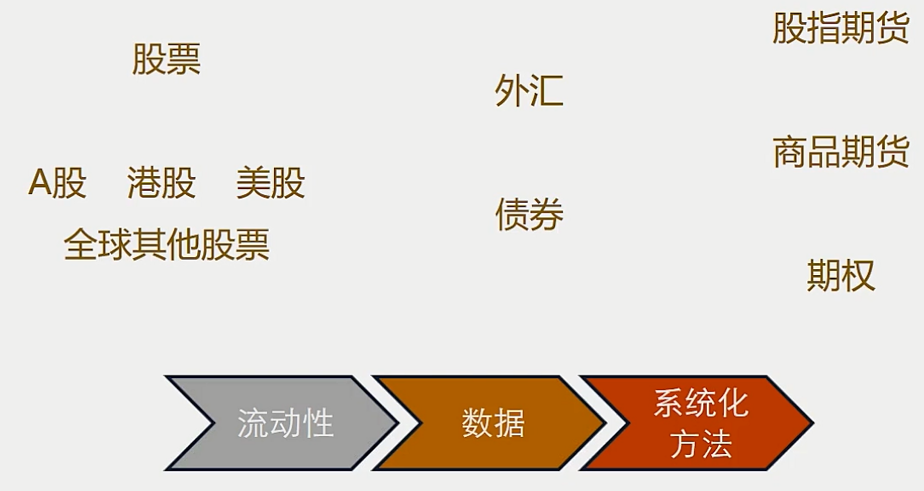 股票
A股 港股 美股
全球其他股票
外汇
债券
股指期货
商品期货
期权
流动性
数据
系统化
方法